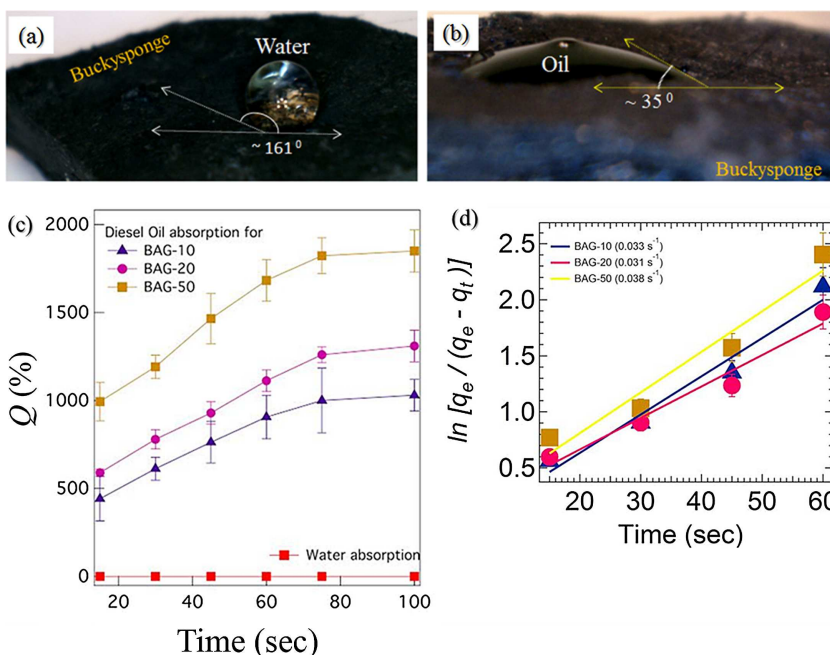 (a)
Buckysponge
Water
~ 161⁰
(b)
Oil
~ 35⁰
Buckysponge
(c)
Q (%)
2000
1500
1000
500
0
Diesel Oil absorption for
BAG-10
BAG-20
BAG-50
Water absorption
20
40
60
80
100
Time (sec)
(d)
ln [qₑ / (qₑ - qₜ)]
2.5
2.0
1.5
1.0
0.5
BAG-10 (0.033 s⁻¹)
BAG-20 (0.031 s⁻¹)
BAG-50 (0.038 s⁻¹)
20
30
40
50
60
Time (sec)